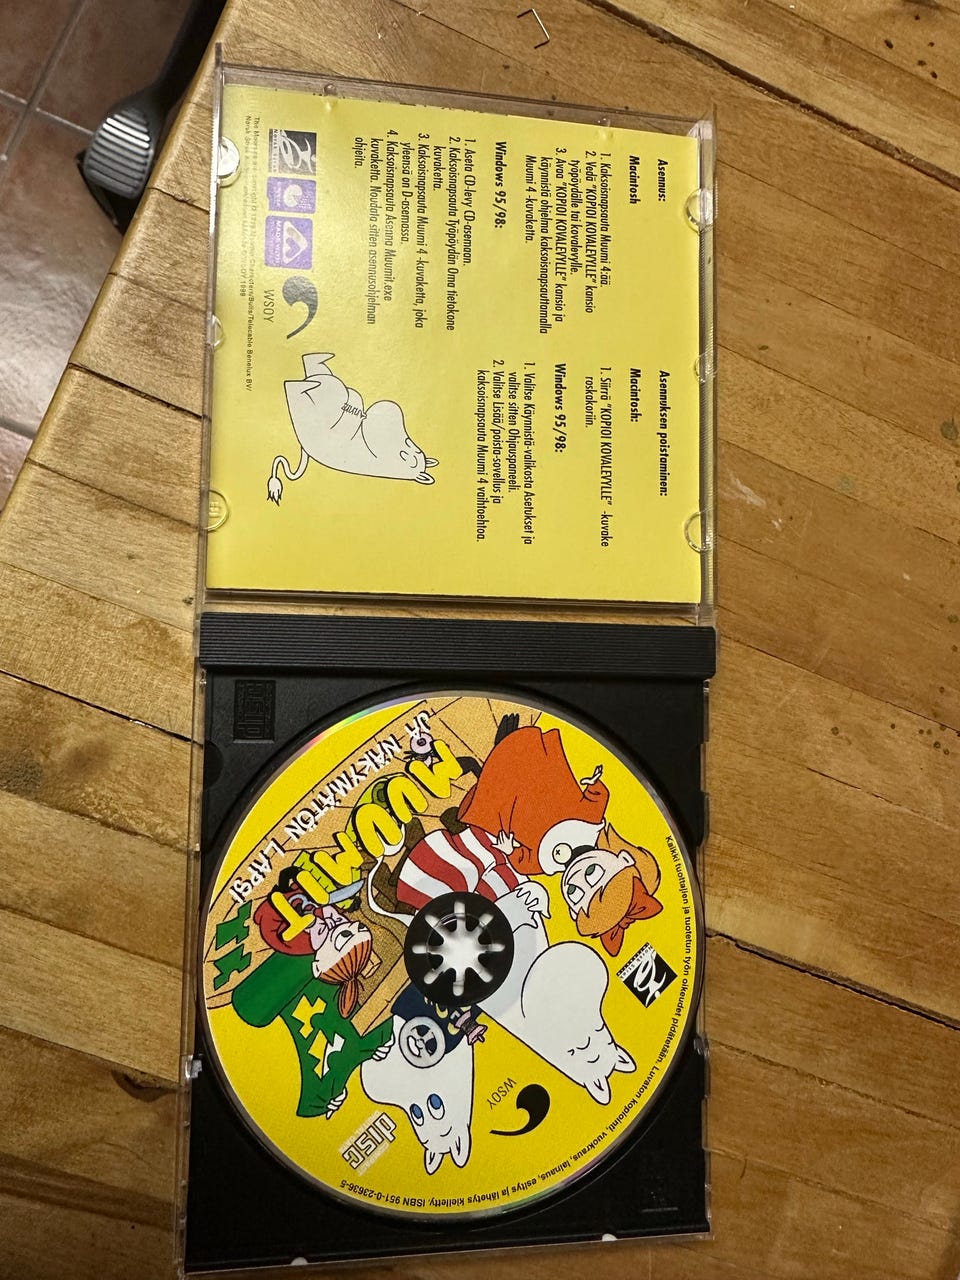 Asennus:
Macintosh
1. Kaksoisnapsauta Muumi 4:ää.
2. Vedä "KOPIOI KOVALEVYLLE" kansio
työpöydälle tai kovalevylle.
3. Avaa "KOPIOI KOVALEVYLLE" kansio ja
käynnistä ohjelma kaksoisnapsauttamalla
Muumi 4 -kuvaketta.
Windows 95/98:
1. Aseta CD-levy CD-asemaan.
2. Kaksoisnapsauta Työpöydän Oma tietokone
kuvaketta.
3. Kaksoisnapsauta Muumi 4 -kuvaketta, joka
yleensä on D-asemassa.
4. Kaksoisnapsauta Asenna Muumit.exe
kuvaketta. Noudata sitten asennusohjelman
ohjeita.
WSOY
Asennuksen poistaminen:
Macintosh:
1. Siirrä "KOPIOI KOVALEVYLLE" -kuvake
roskakoriin.
Windows 95/98:
1. Valitse Käynnistä-valikosta Asetukset ja
valitse sitten Ohjauspaneeli.
2. Valitse Lisää/poista-sovellus ja
kaksoisnapsauta Muumi 4 vaihtoehtoa.
MUUMIT
JA NÄKYMÄTÖN LAPSI
WSOY
disc
Kaikki tuottajien ja tuotetun työn oikeudet pidätetään. Luvaton kopiointi, vuokraus, lainaus, esitys ja lähetys kielletty. ISBN 951-0-23636-5